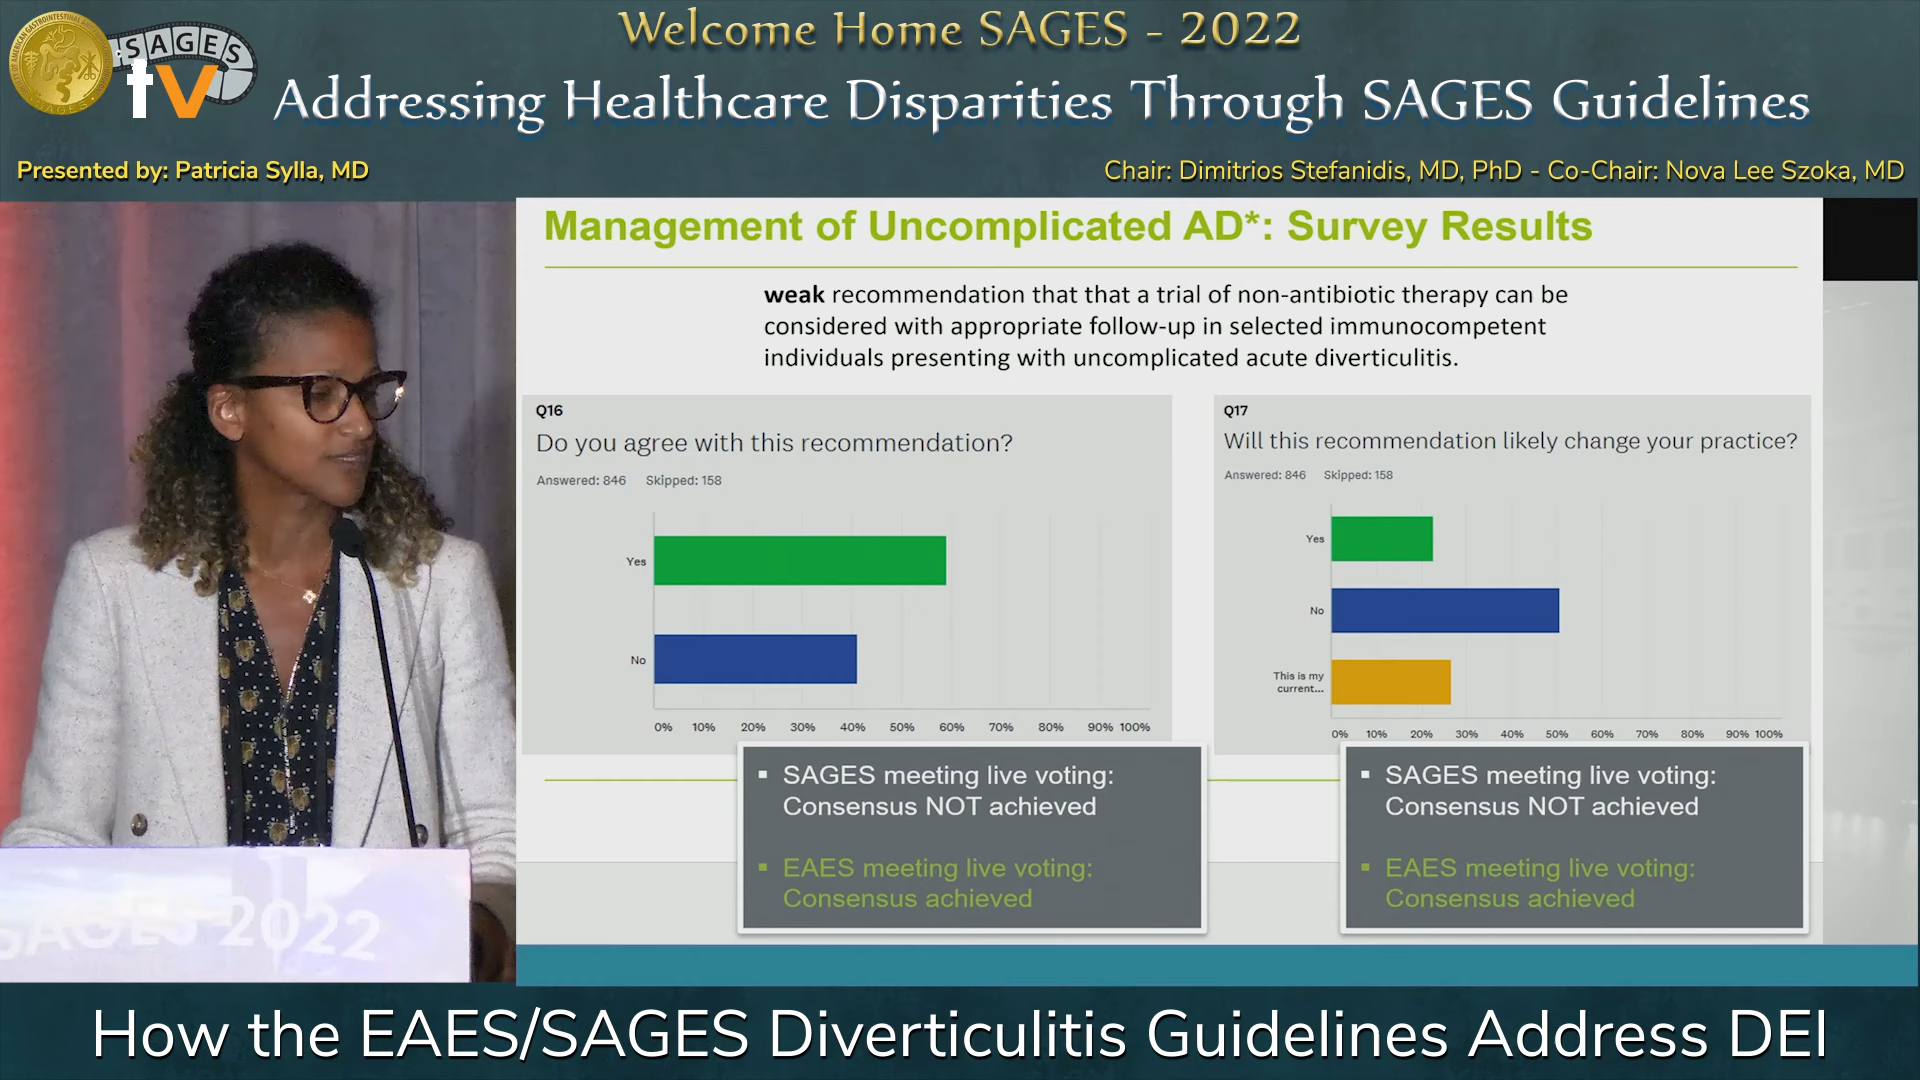 Welcome Home SAGES - 2022
SAGES
tv
Addressing Healthcare Disparities Through SAGES Guidelines
Presented by: Patricia Sylla, MD
Chair: Dimitrios Stefanidis, MD, PhD - Co-Chair: Nova Lee Szoka, MD
Management of Uncomplicated AD*: Survey Results
weak recommendation that that a trial of non-antibiotic therapy can be
considered with appropriate follow-up in selected immunocompetent
individuals presenting with uncomplicated acute diverticulitis.
Q16
Do you agree with this recommendation?
Answered: 846 Skipped: 158
Yes
No
0% 10% 20% 30% 40% 50% 60% 70% 80% 90% 100%
Q17
Will this recommendation likely change your practice?
Answered: 846 Skipped: 158
Yes
No
This is my
current...
0% 10% 20% 30% 40% 50% 60% 70% 80% 90% 100%
▪ SAGES meeting live voting:
Consensus NOT achieved
▪ EAES meeting live voting:
Consensus achieved
▪ SAGES meeting live voting:
Consensus NOT achieved
▪ EAES meeting live voting:
Consensus achieved
SAGES 2022
How the EAES/SAGES Diverticulitis Guidelines Address DEI